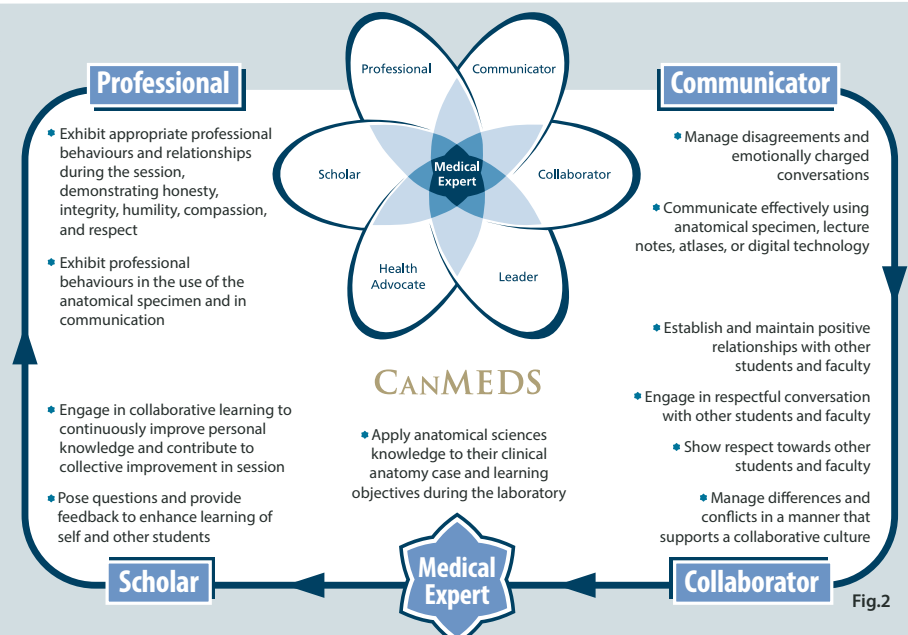 Professional
Communicator
Scholar
Medical
Expert
Collaborator
Health
Advocate
Leader
CANMEDS
Professional
* Exhibit appropriate professional
behaviours and relationships
during the session,
demonstrating honesty,
integrity, humility, compassion,
and respect
* Exhibit professional
behaviours in the use of the
anatomical specimen and in
communication
Communicator
* Manage disagreements and
emotionally charged
conversations
* Communicate effectively using
anatomical specimen, lecture
notes, atlases, or digital technology
* Establish and maintain positive
relationships with other
students and faculty
* Engage in respectful conversation
with other students and faculty
* Show respect towards other
students and faculty
* Manage differences and
conflicts in a manner that
supports a collaborative culture
Collaborator
* Apply anatomical sciences
knowledge to their clinical
anatomy case and learning
objectives during the laboratory
Medical
Expert
* Engage in collaborative learning to
continuously improve personal
knowledge and contribute to
collective improvement in session
* Pose questions and provide
feedback to enhance learning of
self and other students
Scholar
Fig.2